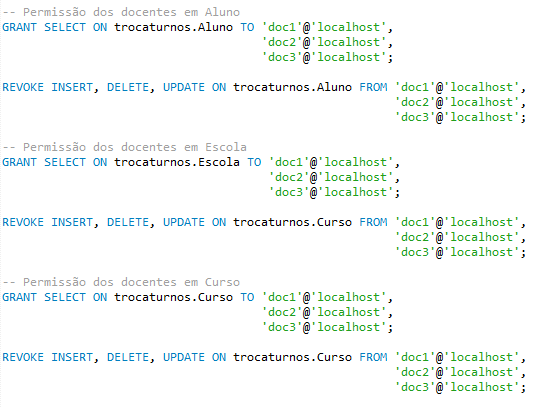 -- Permissão dos docentes em Aluno
GRANT SELECT ON trocaturnos.Aluno TO 'doc1'@'localhost',
'doc2'@'localhost',
'doc3'@'localhost';
REVOKE INSERT, DELETE, UPDATE ON trocaturnos.Aluno FROM 'doc1'@'localhost',
'doc2'@'localhost',
'doc3'@'localhost';
-- Permissão dos docentes em Escola
GRANT SELECT ON trocaturnos.Escola TO 'doc1'@'localhost',
'doc2'@'localhost',
'doc3'@'localhost';
REVOKE INSERT, DELETE, UPDATE ON trocaturnos.Curso FROM 'doc1'@'localhost',
'doc2'@'localhost',
'doc3'@'localhost';
-- Permissão dos docentes em Curso
GRANT SELECT ON trocaturnos.Curso TO 'doc1'@'localhost',
'doc2'@'localhost',
'doc3'@'localhost';
REVOKE INSERT, DELETE, UPDATE ON trocaturnos.Curso FROM 'doc1'@'localhost',
'doc2'@'localhost',
'doc3'@'localhost';